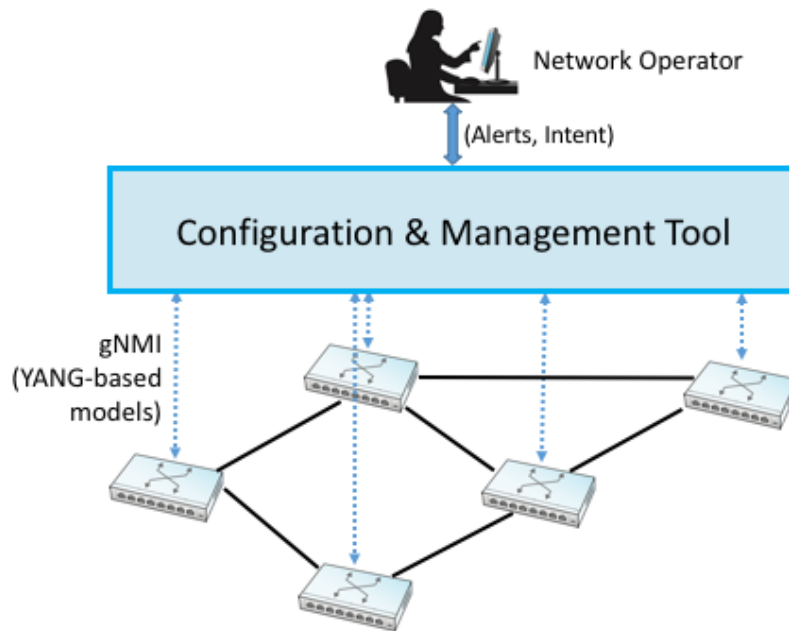 Network Operator
(Alerts, Intent)
Configuration & Management Tool
gNMI
(YANG-based
models)